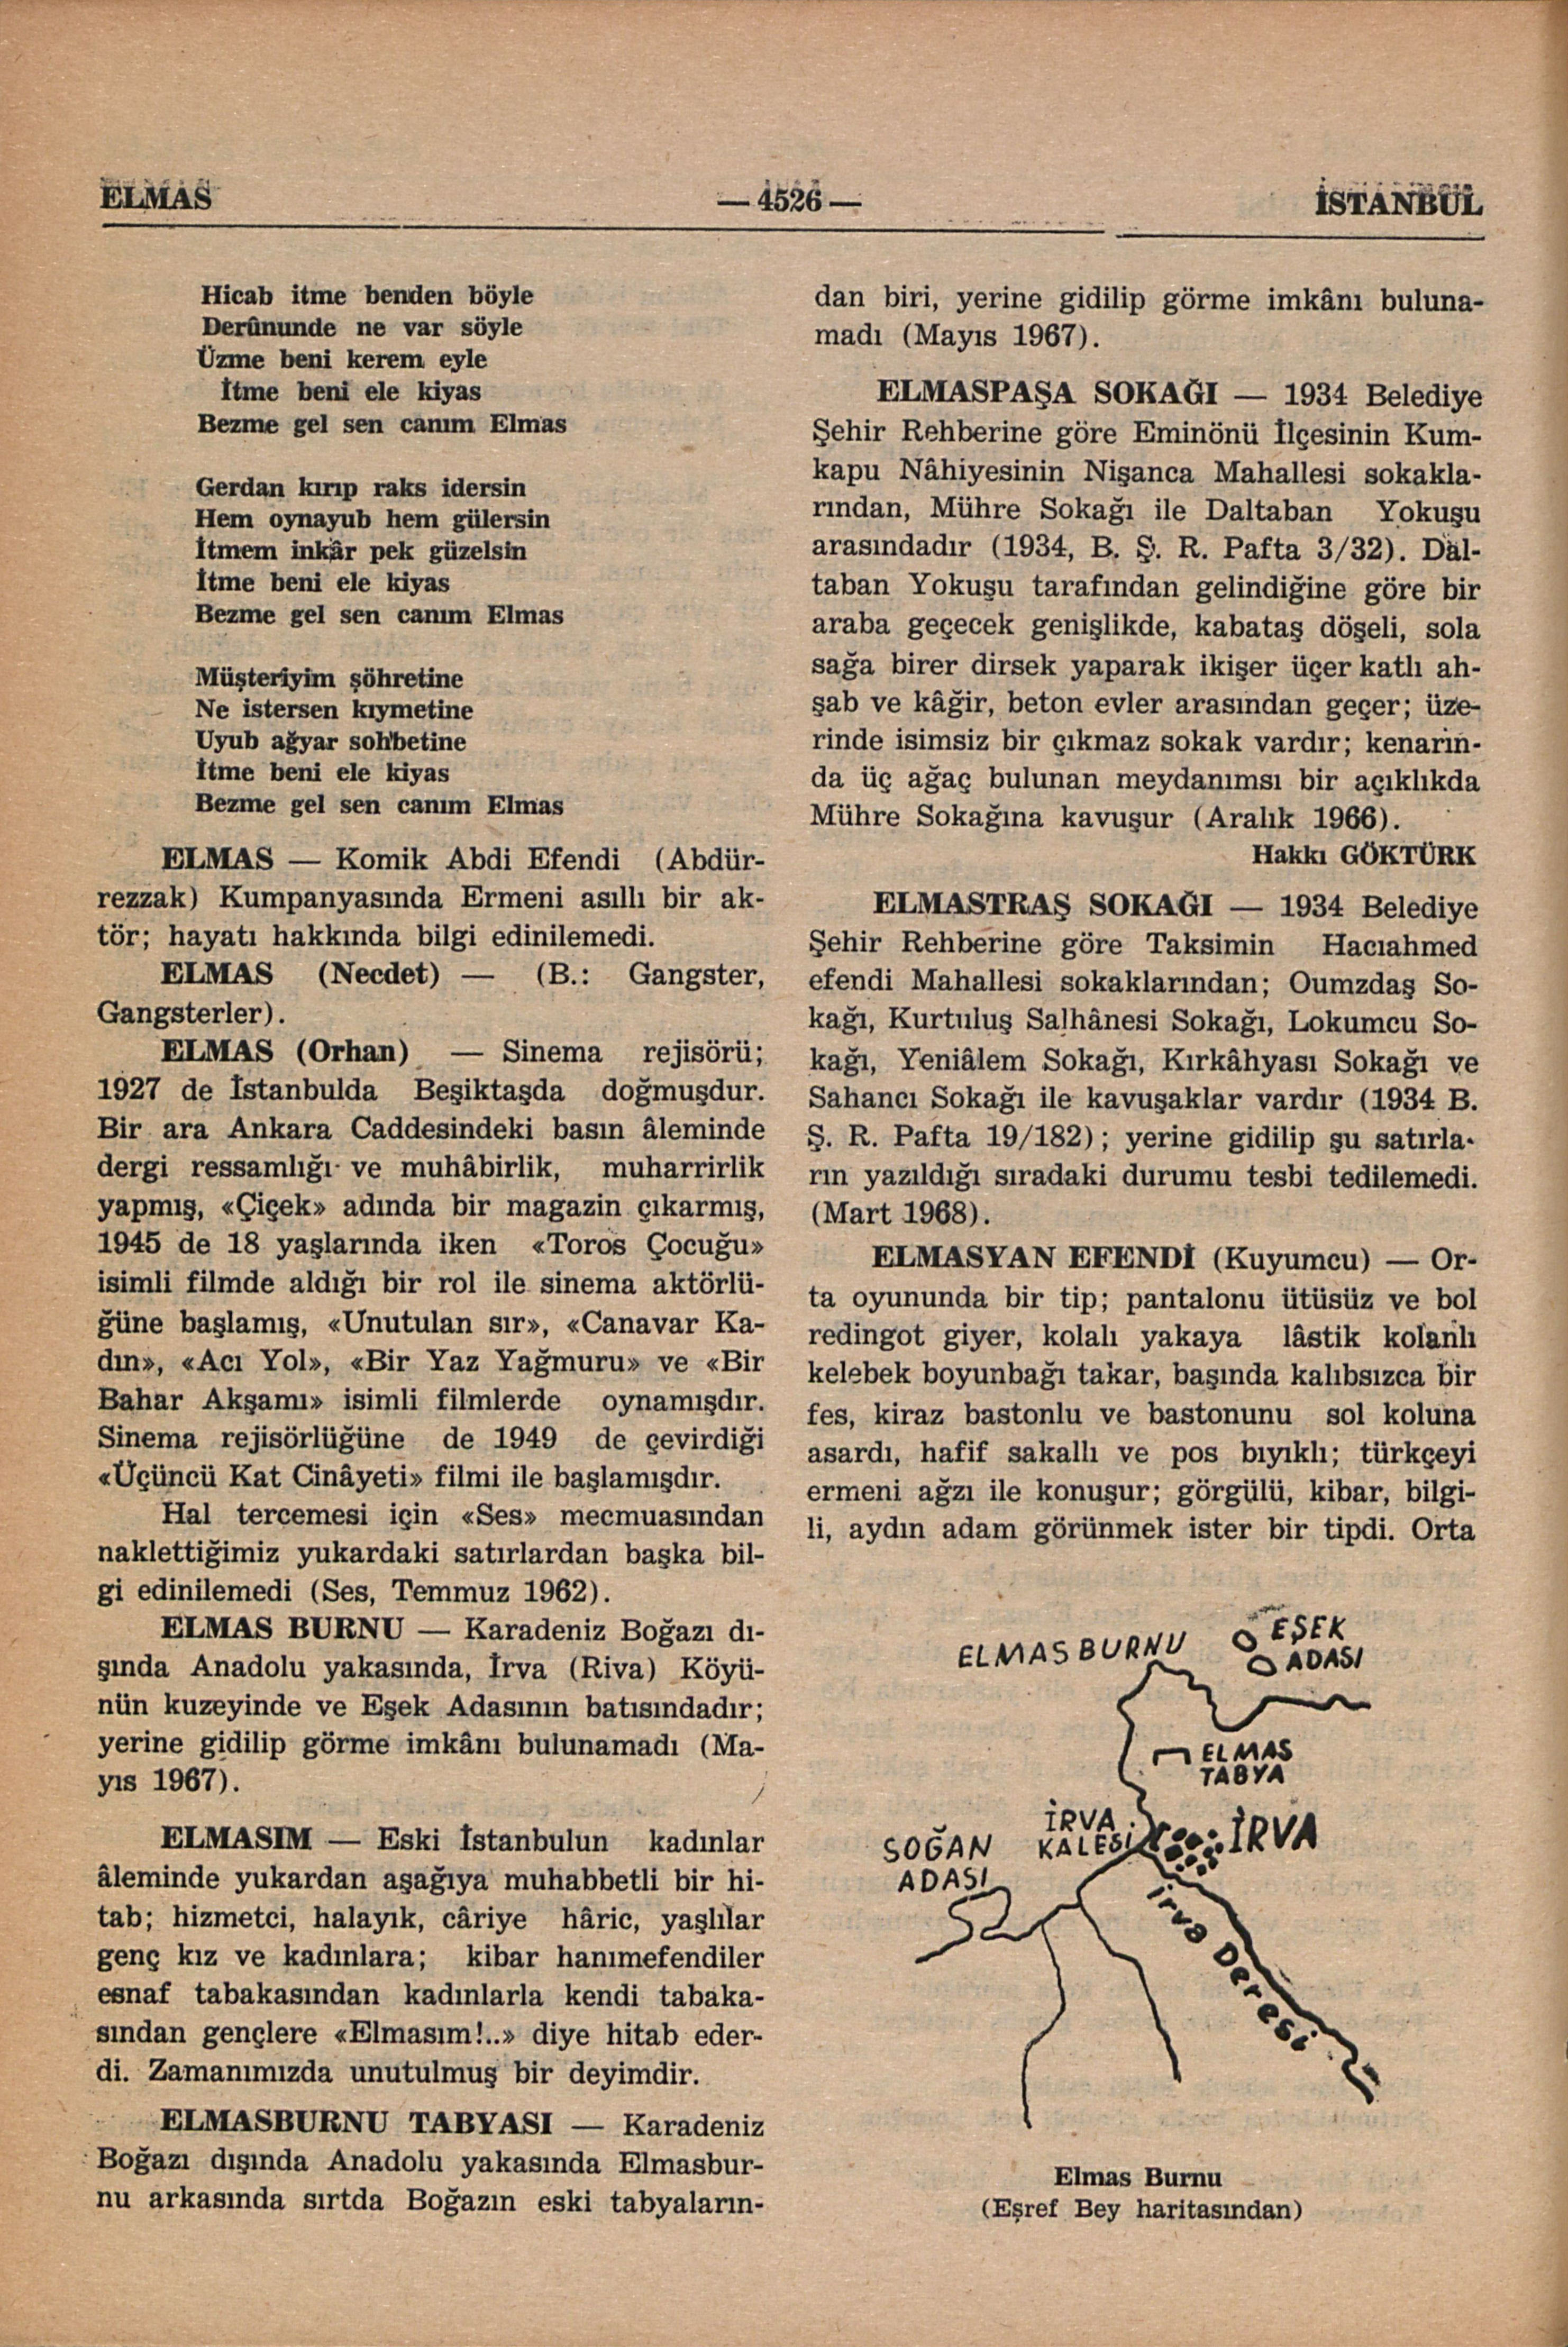 ELMAS — 4526 — İSTANBUL
Hicab itme benden böyle
Derûnunde ne var söyle
Üzme beni kerem eyle
İtme beni ele kiyas
Bezme gel sen canım Elmas
Gerdan kırıp raks idersin
Hem oynayub hem gülersin
İtmem inkâr pek güzelsin
İtme beni ele kiyas
Bezme gel sen canım Elmas
Müşteriyim şöhretine
Ne istersen kıymetine
Uyub ağyar sohbetine
İtme beni ele kiyas
Bezme gel sen canım Elmas
ELMAS — Komik Abdi Efendi (Abdür-
rezzak) Kumpanyasında Ermeni asıllı bir ak-
tör; hayatı hakkında bilgi edinilemedi.
ELMAS (Necdet) — (B.: Gangster,
Gangsterler).
ELMAS (Orhan) — Sinema rejisörü;
1927 de İstanbulda Beşiktaşda doğmuşdur.
Bir ara Ankara Caddesindeki basın âleminde
dergi ressamlığı ve muhâbirlik, muharrirlik
yapmış, «Çiçek» adında bir magazin çıkarmış,
1945 de 18 yaşlarında iken «Toros Çocuğu»
isimli filmde aldığı bir rol ile sinema aktörlü-
ğüne başlamış, «Unutulan sır», «Canavar Ka-
dın», «Acı Yol», «Bir Yaz Yağmuru» ve «Bir
Bahar Akşamı» isimli filmlerde oynamışdır.
Sinema rejisörlüğüne de 1949 de çevirdiği
«Üçüncü Kat Cinâyeti» filmi ile başlamışdır.
Hal tercemesi için «Ses» mecmuasından
naklettiğimiz yukardaki satırlardan başka bil-
gi edinilemedi (Ses, Temmuz 1962).
ELMAS BURNU — Karadeniz Boğazı dı-
şında Anadolu yakasında, İrva (Riva) Köyü-
nün kuzeyinde ve Eşek Adasının batısındadır;
yerine gidilip görme imkânı bulunamadı (Ma-
yıs 1967).
ELMASIM — Eski İstanbulun kadınlar
âleminde yukardan aşağıya muhabbetli bir hi-
tab; hizmetci, halayık, câriye hâric, yaşlılar
genç kız ve kadınlara; kibar hanımefendiler
esnaf tabakasından kadınlarla kendi tabaka-
sından gençlere «Elmasım!..» diye hitab eder-
di. Zamanımızda unutulmuş bir deyimdir.
ELMASBURNU TABYASI — Karadeniz
Boğazı dışında Anadolu yakasında Elmasbur-
nu arkasında sırtda Boğazın eski tabyaların-
dan biri, yerine gidilip görme imkânı buluna-
madı (Mayıs 1967).
ELMASPAŞA SOKAĞI — 1934 Belediye
Şehir Rehberine göre Eminönü İlçesinin Kum-
kapu Nâhiyesinin Nişanca Mahallesi sokakla-
rından, Mühre Sokağı ile Daltaban Yokuşu
arasındadır (1934, B. Ş. R. Pafta 3/32). Dal-
taban Yokuşu tarafından gelindiğine göre bir
araba geçecek genişlikde, kabataş döşeli, sola
sağa birer dirsek yaparak ikişer üçer katlı ah-
şab ve kâğir, beton evler arasından geçer; üze-
rinde isimsiz bir çıkmaz sokak vardır; kenarın-
da üç ağaç bulunan meydanımsı bir açıklıkda
Mühre Sokağına kavuşur (Aralık 1966).
Hakkı GÖKTÜRK
ELMASTRAŞ SOKAĞI — 1934 Belediye
Şehir Rehberine göre Taksimin Hacıahmed
efendi Mahallesi sokaklarından; Oumzdaş So-
kağı, Kurtuluş Salhânesi Sokağı, Lokumcu So-
kağı, Yeniâlem Sokağı, Kırkâhyası Sokağı ve
Sahancı Sokağı ile kavuşaklar vardır (1934 B.
Ş. R. Pafta 19/182); yerine gidilip şu satırla-
rın yazıldığı sıradaki durumu tesbi tedilemedi.
(Mart 1968).
ELMASYAN EFENDİ (Kuyumcu) — Or-
ta oyununda bir tip; pantalonu ütüsüz ve bol
redingot giyer, kolalı yakaya lâstik kolanlı
kelebek boyunbağı takar, başında kalıbsızca bir
fes, kiraz bastonlu ve bastonunu sol koluna
asardı, hafif sakallı ve pos bıyıklı; türkçeyi
ermeni ağzı ile konuşur; görgülü, kibar, bilgi-
li, aydın adam görünmek ister bir tipdi. Orta
ELMAS BURNU
EŞEK
ADASI
ELMAS
TABYA
İRVA
KALESİ
İRVA
SOĞAN
ADASI
İrva Deresi
Elmas Burnu
(Eşref Bey haritasından)